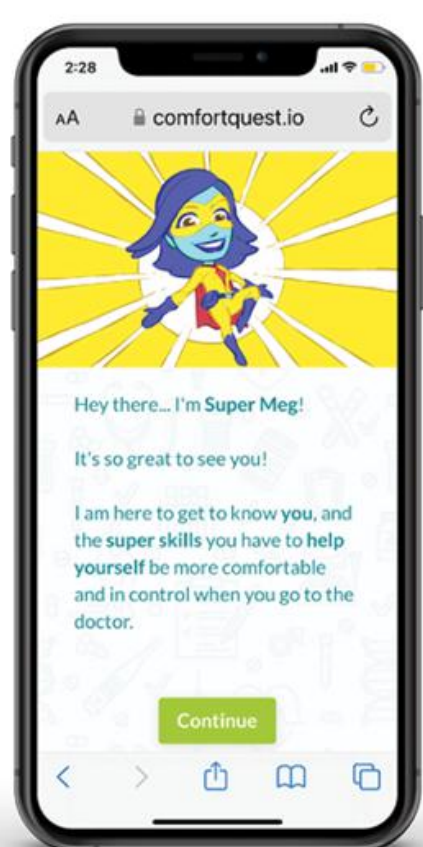 2:28
AA comfortquest.io
Hey there... I'm Super Meg!
It's so great to see you!
I am here to get to know you, and
the super skills you have to help
yourself be more comfortable
and in control when you go to the
doctor.
Continue